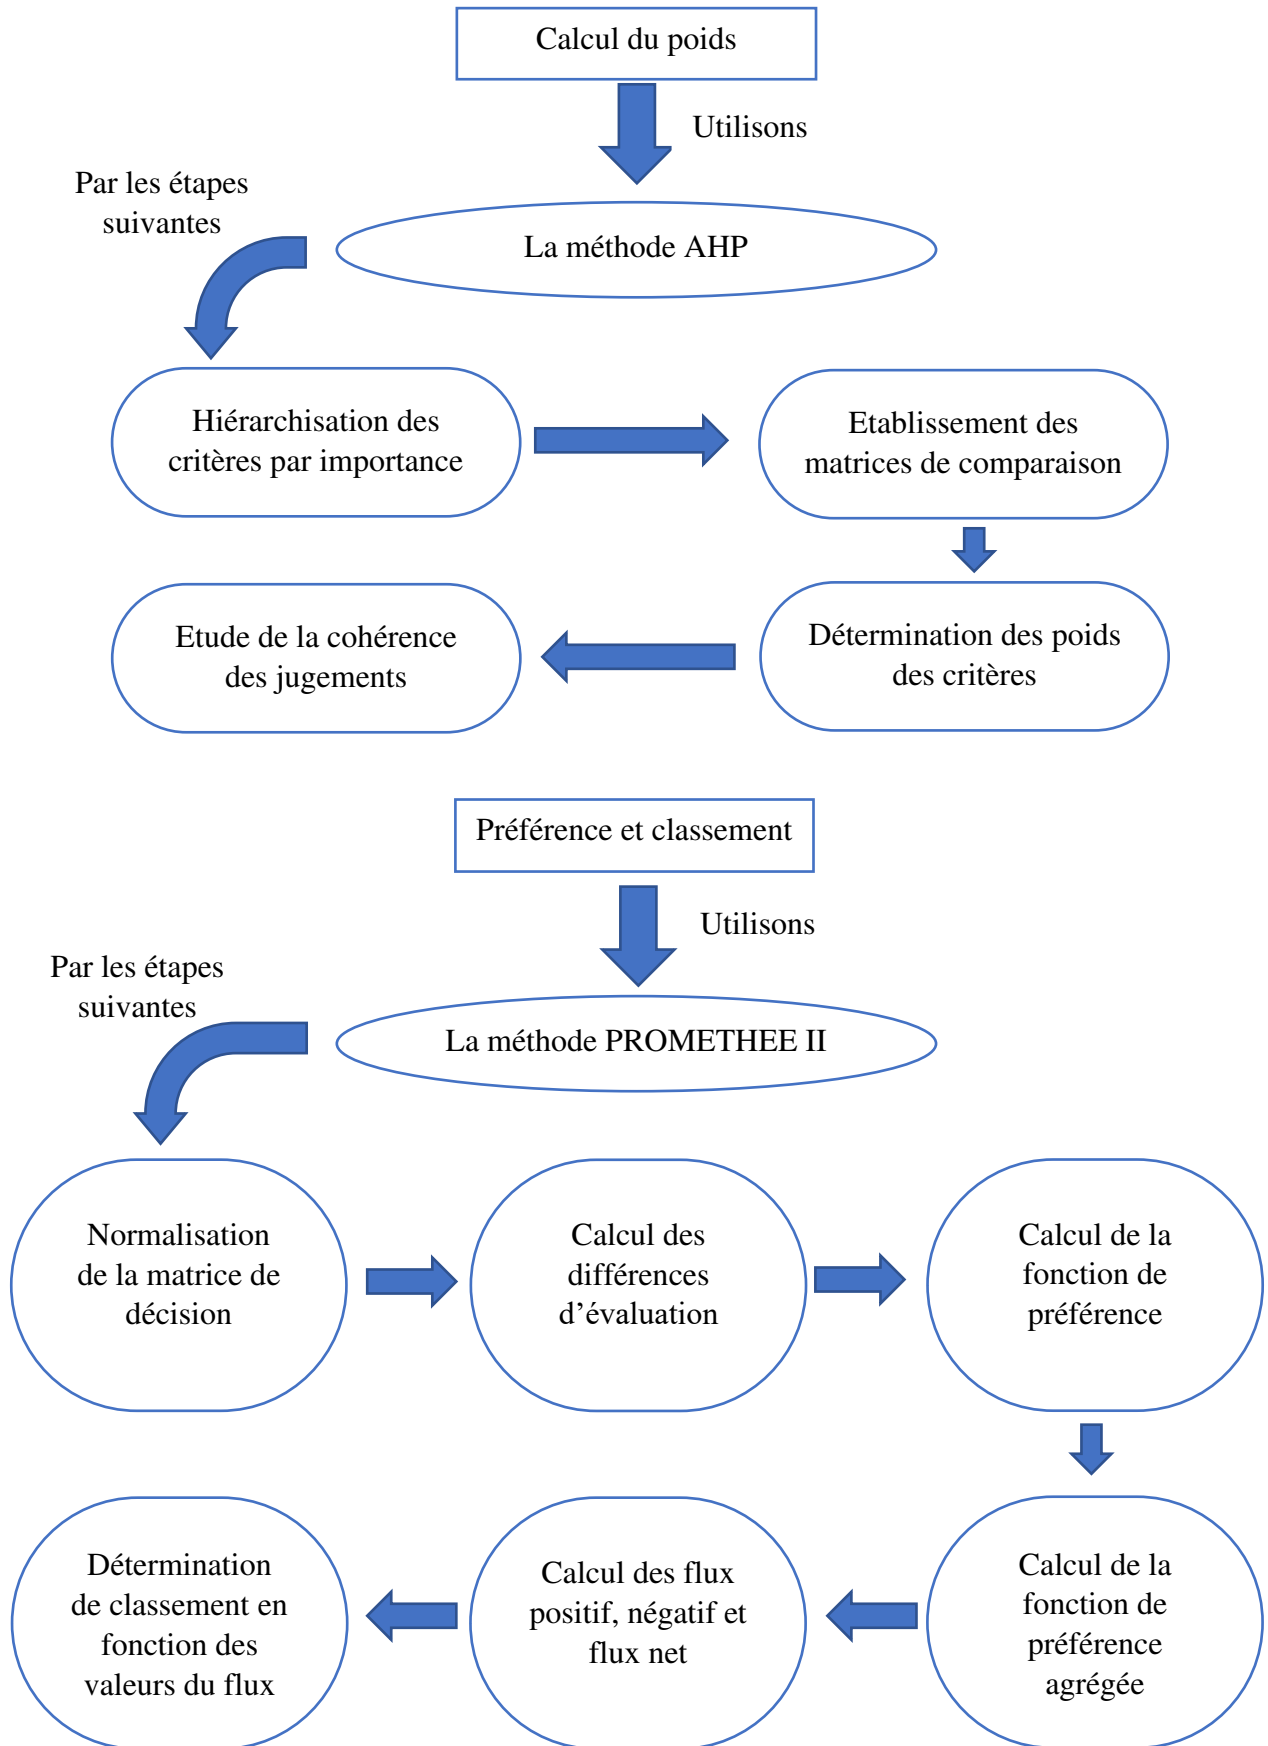 Calcul du poids
Utilisons
Par les étapes
suivantes
La méthode AHP
Hiérarchisation des
critères par importance
Etablissement des
matrices de comparaison
Détermination des poids
des critères
Etude de la cohérence
des jugements
Préférence et classement
Utilisons
Par les étapes
suivantes
La méthode PROMETHEE II
Normalisation
de la matrice de
décision
Calcul des
différences
d’évaluation
Calcul de la
fonction de
préférence
Calcul de la
fonction de
préférence
agrégée
Calcul des flux
positif, négatif et
flux net
Détermination
de classement en
fonction des
valeurs du flux